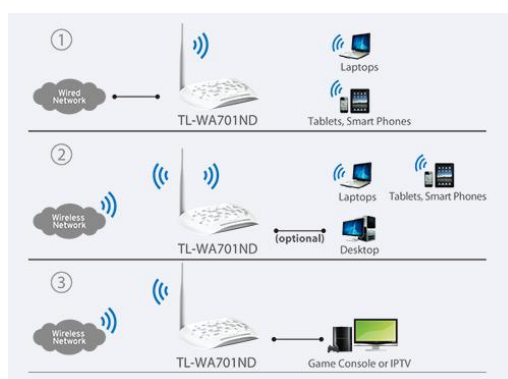 1
Wired
Network
TL-WA701ND
Laptops
Tablets, Smart Phones
2
Wireless
Network
TL-WA701ND
(optional)
Laptops
Tablets, Smart Phones
Desktop
3
Wireless
Network
TL-WA701ND
Game Console or IPTV